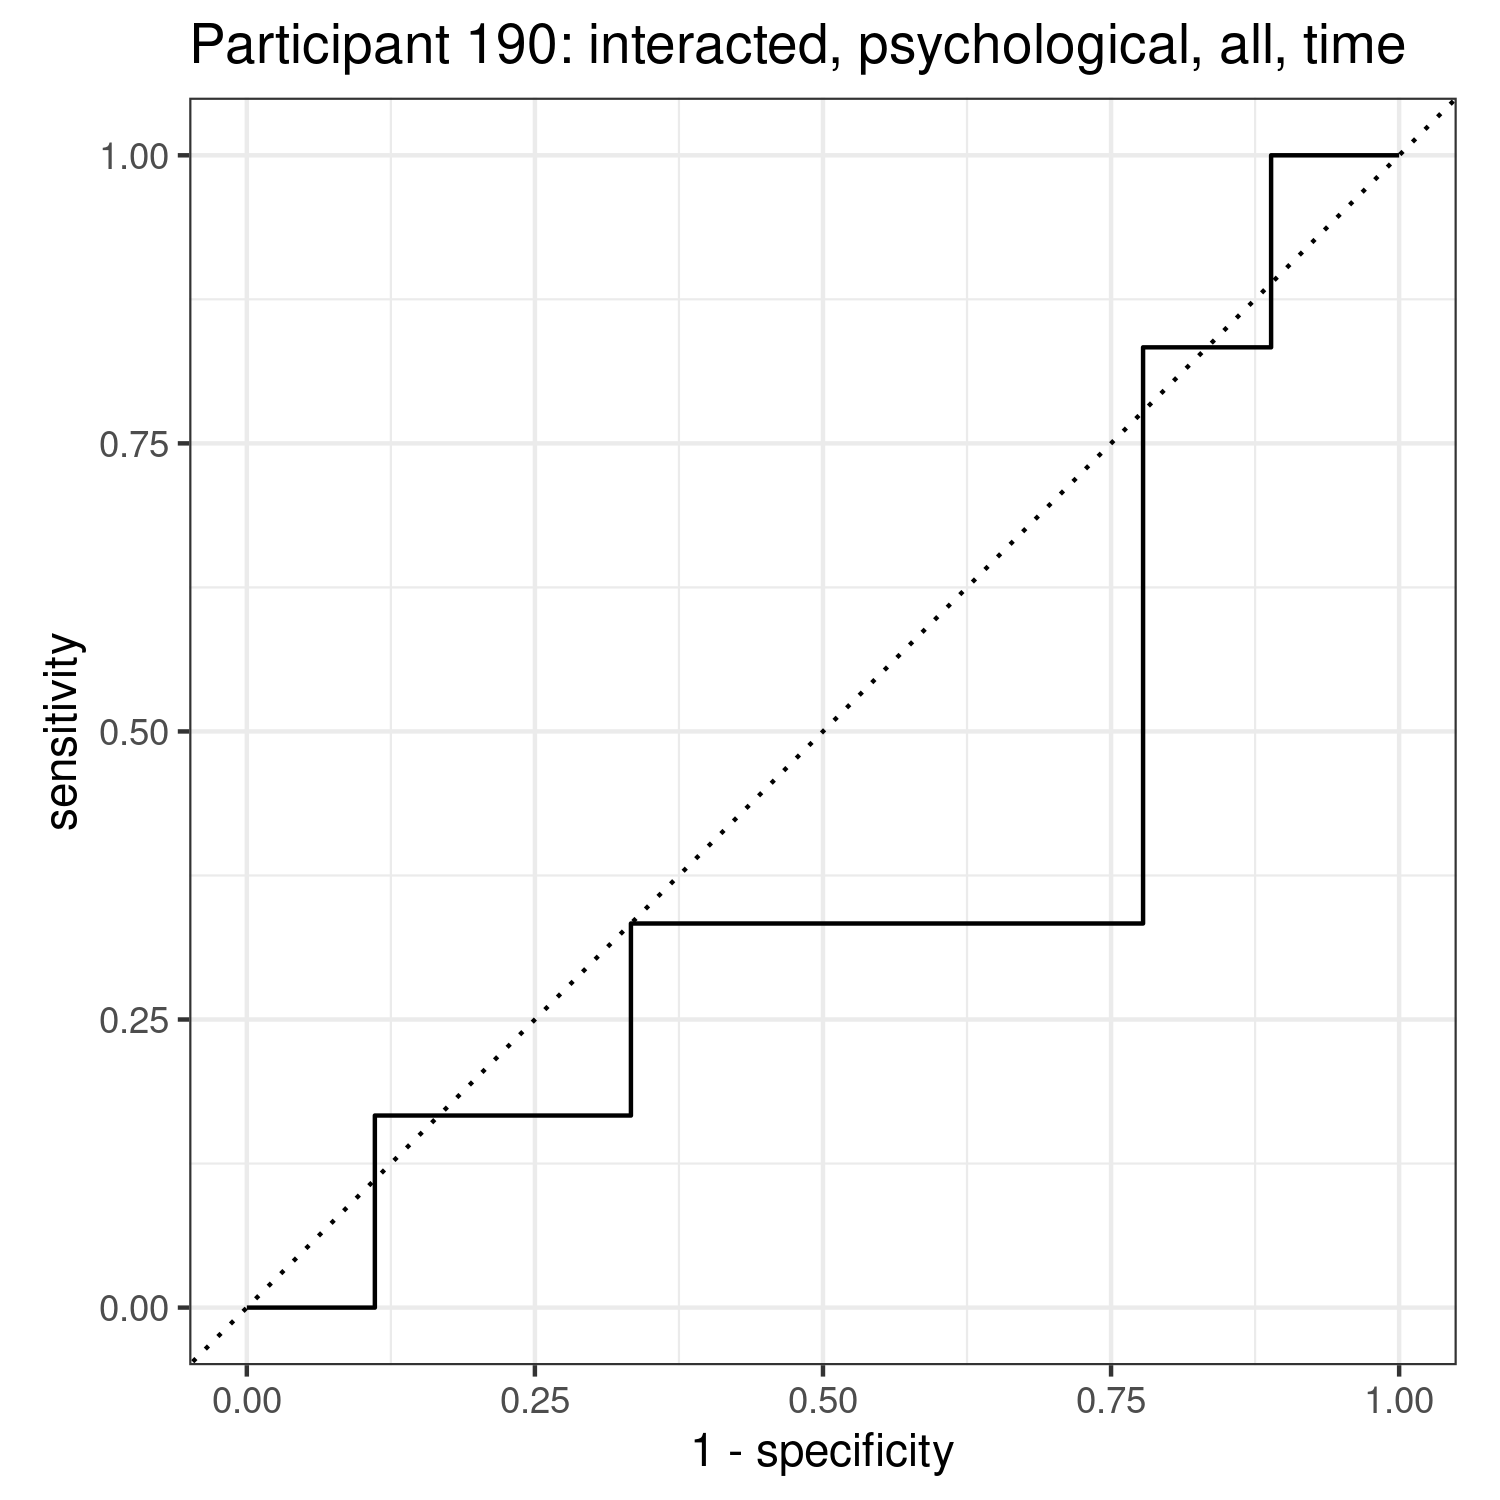 Participant 190: interacted, psychological, all, time
1.00
0.75
0.50
0.25
0.00
sensitivity
0.00 0.25 0.50 0.75 1.00
1 - specificity